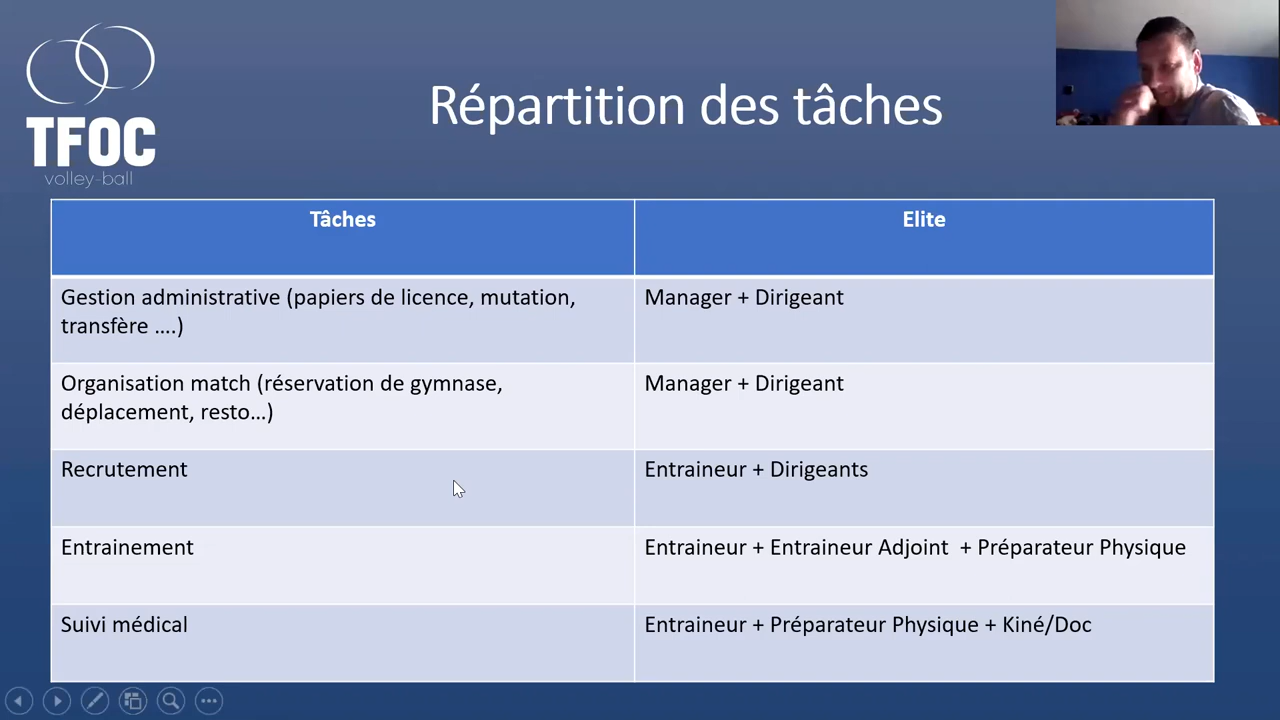 TFOC
volley-ball
Répartition des tâches
Tâches
Elite
Gestion administrative (papiers de licence, mutation,
transfère ....)
Manager + Dirigeant
Organisation match (réservation de gymnase,
déplacement, resto...)
Manager + Dirigeant
Recrutement
Entraineur + Dirigeants
Entrainement
Entraineur + Entraineur Adjoint + Préparateur Physique
Suivi médical
Entraineur + Préparateur Physique + Kiné/Doc